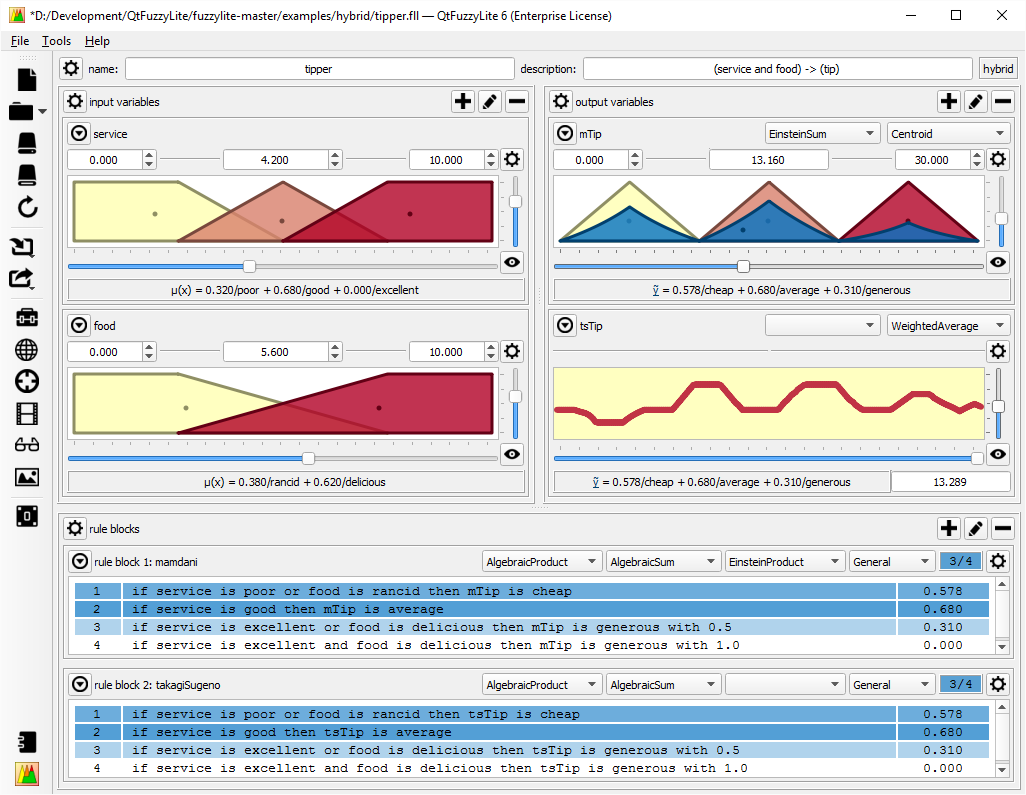 *D:/Development/QtFuzzyLite/fuzzylite-master/examples/hybrid/tipper.fll — QtFuzzyLite 6 (Enterprise License)
File Tools Help
name: tipper description: (service and food) -> (tip) hybrid
input variables
service
0.000 4.200 10.000
μ(x) = 0.320/poor + 0.680/good + 0.000/excellent
food
0.000 5.600 10.000
μ(x) = 0.380/rancid + 0.620/delicious
output variables
mTip EinsteinSum Centroid
0.000 13.160 30.000
ỹ = 0.578/cheap + 0.680/average + 0.310/generous
tsTip WeightedAverage
ỹ = 0.578/cheap + 0.680/average + 0.310/generous 13.289
rule blocks
rule block 1: mamdani AlgebraicProduct AlgebraicSum EinsteinProduct General 3/4
1 if service is poor or food is rancid then mTip is cheap 0.578
2 if service is good then mTip is average 0.680
3 if service is excellent or food is delicious then mTip is generous with 0.5 0.310
4 if service is excellent and food is delicious then mTip is generous with 1.0 0.000
rule block 2: takagiSugeno AlgebraicProduct AlgebraicSum General 3/4
1 if service is poor or food is rancid then tsTip is cheap 0.578
2 if service is good then tsTip is average 0.680
3 if service is excellent or food is delicious then tsTip is generous with 0.5 0.310
4 if service is excellent and food is delicious then tsTip is generous with 1.0 0.000